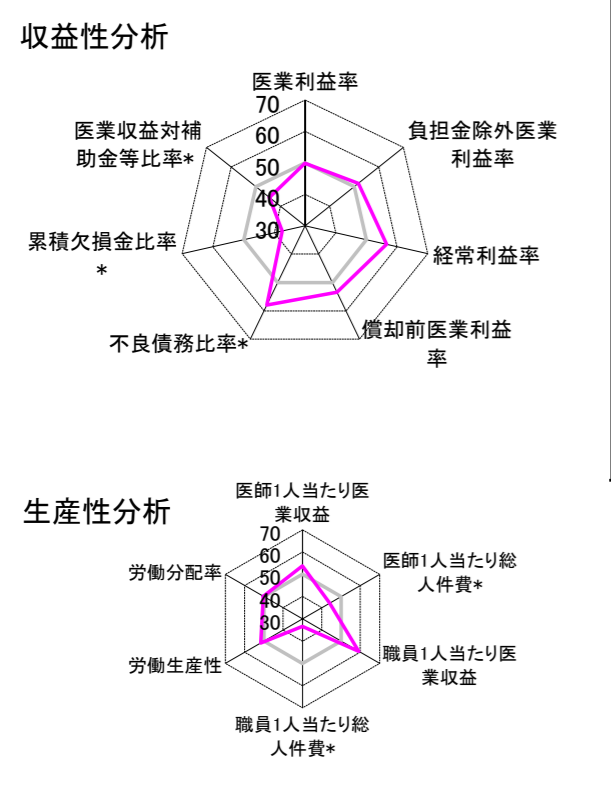 収益性分析
医業利益率
70
60
50
40
30
負担金除外医業
利益率
経常利益率
償却前医業利益
率
不良債務比率*
累積欠損金比率
*
医業収益対補
助金等比率*
生産性分析
医師1人当たり医
業収益
70
60
50
40
30
医師1人当たり総
人件費*
職員1人当たり医
業収益
職員1人当たり総
人件費*
労働生産性
労働分配率